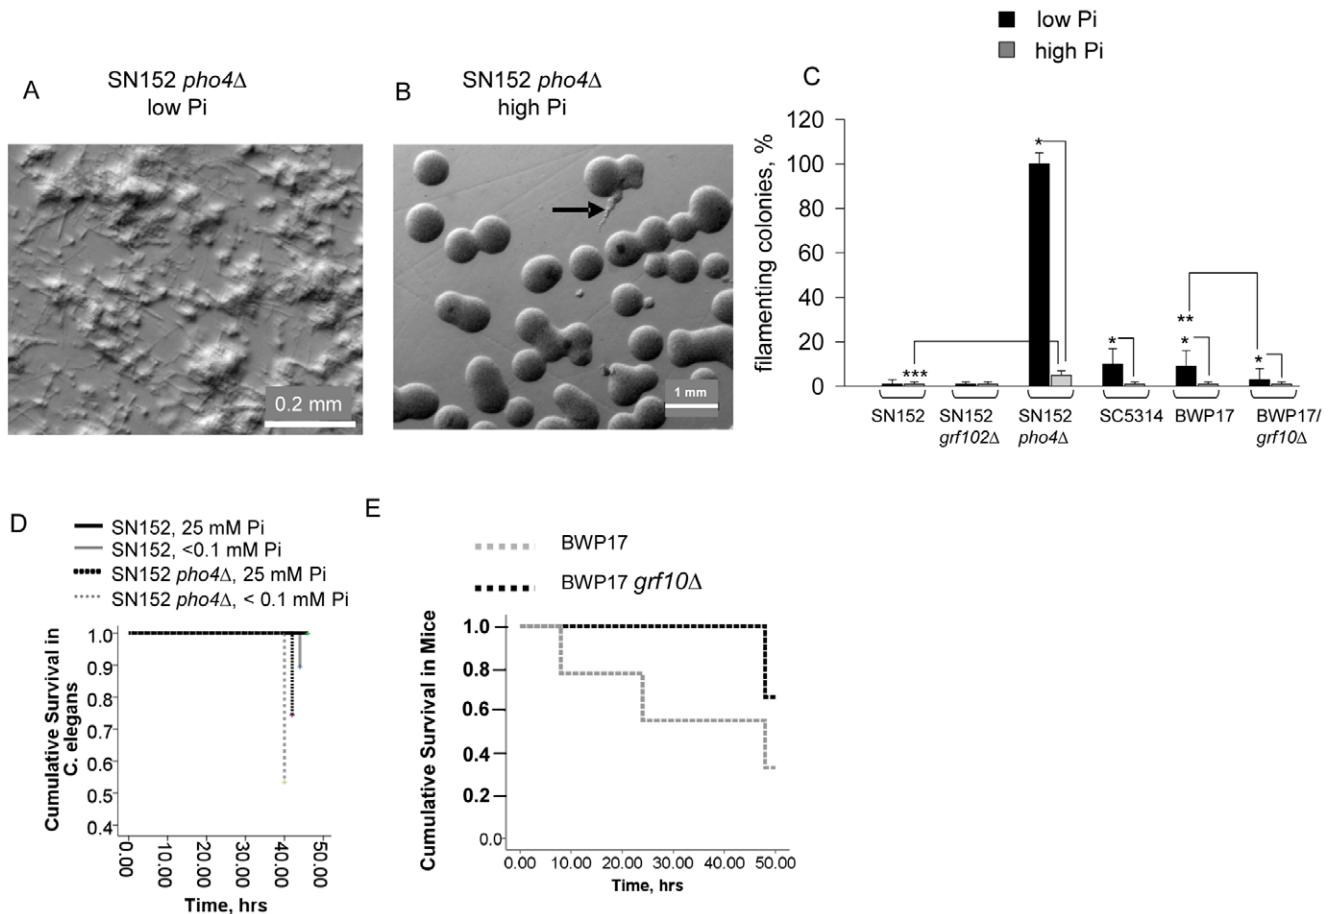 low Pi
high Pi
A
SN152 pho4Δ
low Pi
0.2 mm
B
SN152 pho4Δ
high Pi
1 mm
C
filamenting colonies, %
120
100
80
60
40
20
0
***
*
*
**
*
*
SN152
SN152
grf102Δ
SN152
pho4Δ
SC5314
BWP17
BWP17/
grf10Δ
D
SN152, 25 mM Pi
SN152, <0.1 mM Pi
SN152 pho4Δ, 25 mM Pi
SN152 pho4Δ, < 0.1 mM Pi
Cumulative Survival in
C. elegans
1.0
0.9
0.8
0.7
0.6
0.5
0.4
0.00
10.00
20.00
30.00
40.00
50.00
Time, hrs
E
BWP17
BWP17 grf10Δ
Cumulative Survival in Mice
1.0
0.8
0.6
0.4
0.2
0.0
0.00
10.00
20.00
30.00
40.00
50.00
Time, hrs